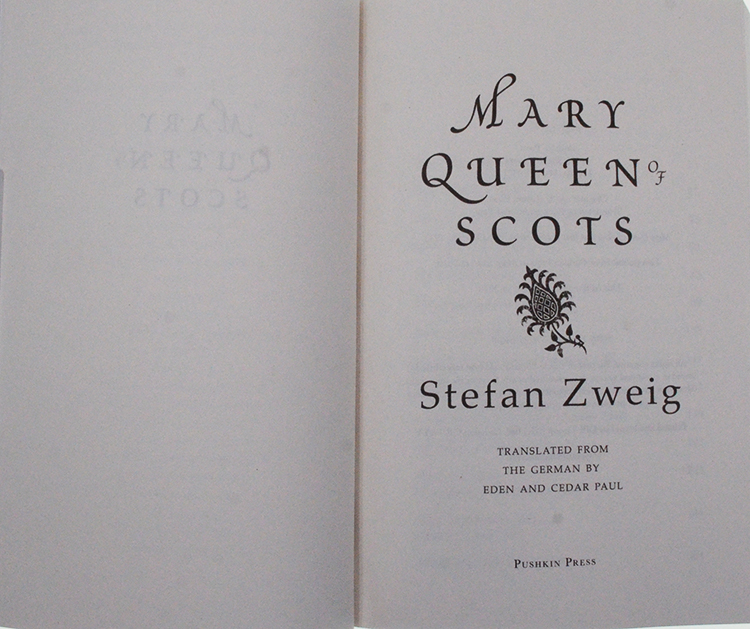 MARY
QUEEN OF
SCOTS
Stefan Zweig
TRANSLATED FROM
THE GERMAN BY
EDEN AND CEDAR PAUL
PUSHKIN PRESS